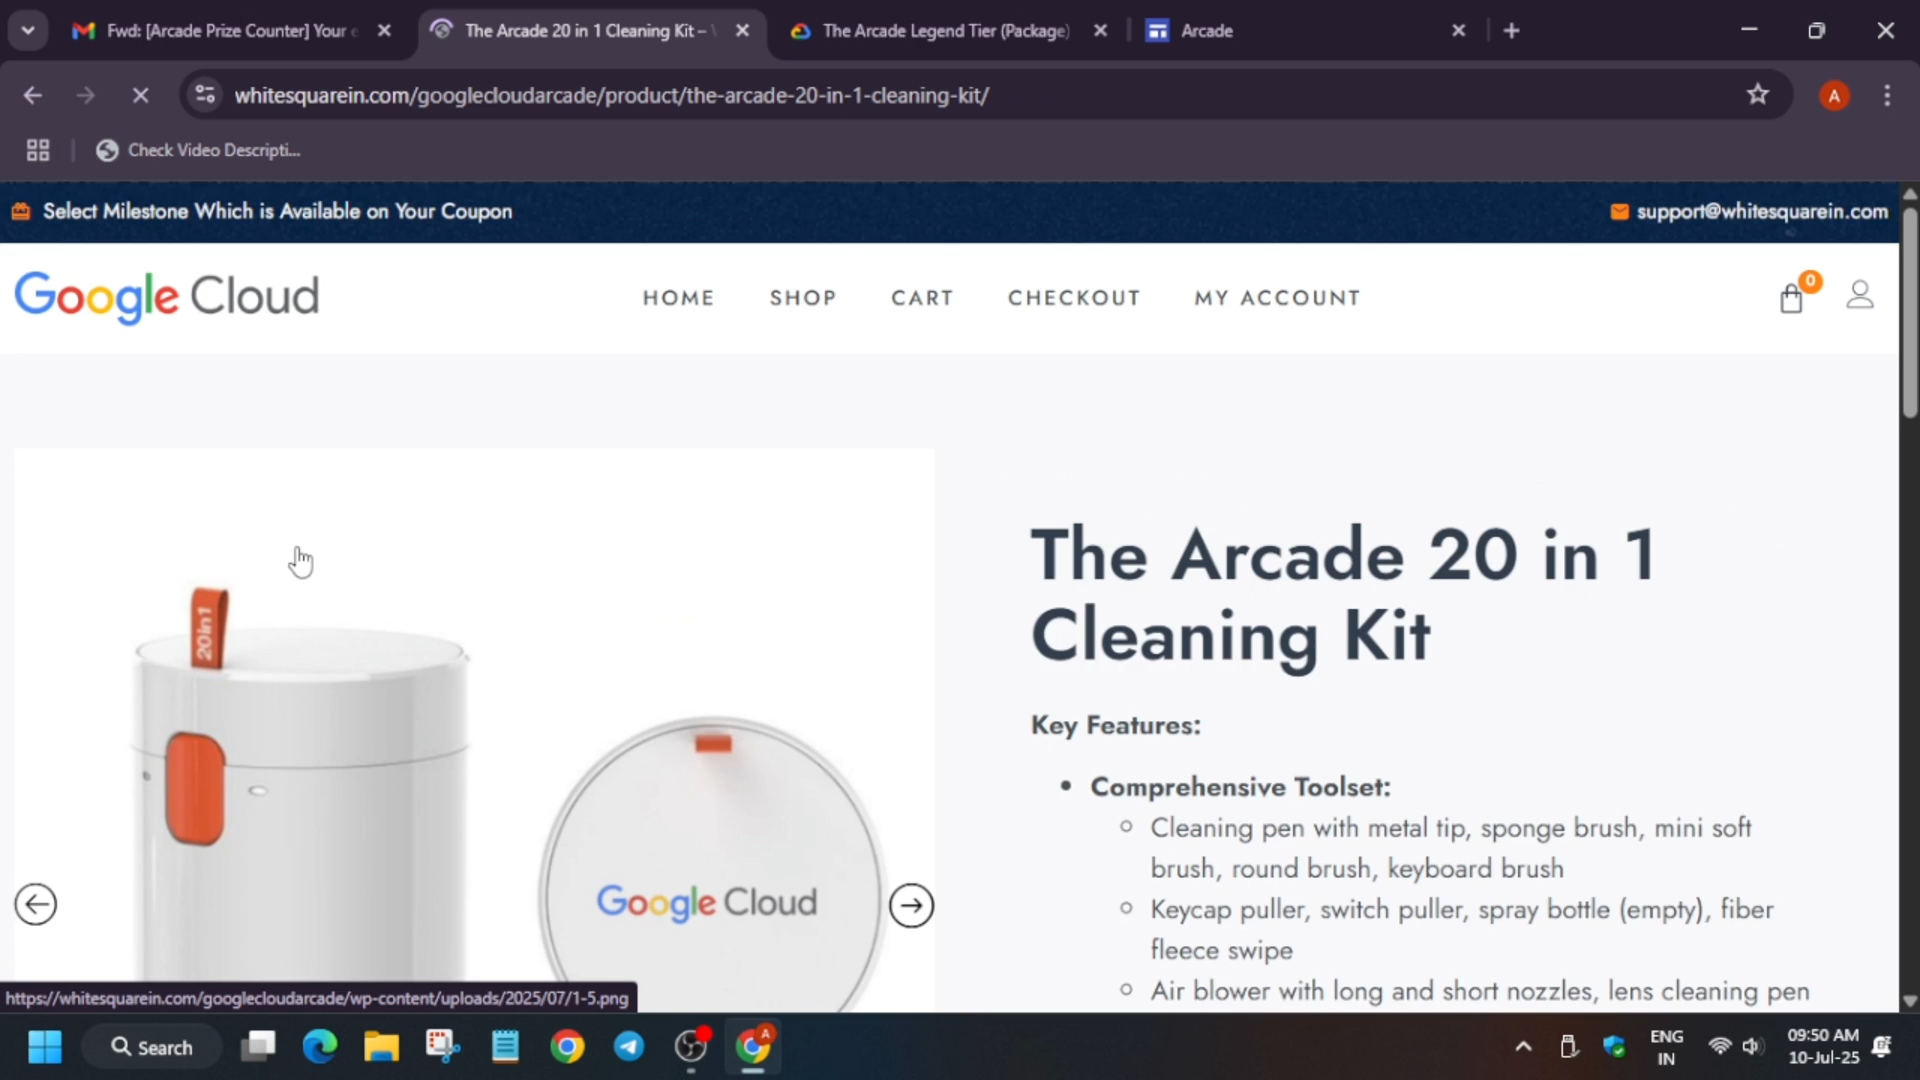 Fwd: [Arcade Prize Counter] Your e
The Arcade 20 in 1 Cleaning Kit –
The Arcade Legend Tier (Package)
Arcade
whitesquarein.com/googlecloudarcade/product/the-arcade-20-in-1-cleaning-kit/
A
Check Video Descripti...
Select Milestone Which is Available on Your Coupon
support@whitesquarein.com
Google Cloud
HOME
SHOP
CART
CHECKOUT
MY ACCOUNT
0
20in1
Google Cloud
The Arcade 20 in 1
Cleaning Kit
Key Features:
Comprehensive Toolset:
Cleaning pen with metal tip, sponge brush, mini soft
brush, round brush, keyboard brush
Keycap puller, switch puller, spray bottle (empty), fiber
fleece swipe
Air blower with long and short nozzles, lens cleaning pen
https://whitesquarein.com/googlecloudarcade/wp-content/uploads/2025/07/1-5.png
Search
A
ENG
IN
09:50 AM
10-Jul-25